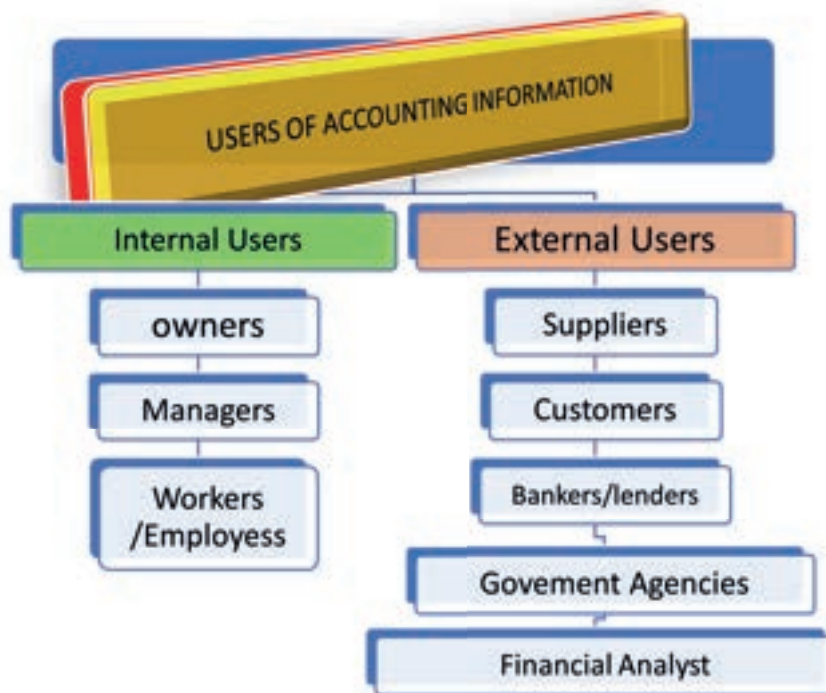 USERS OF ACCOUNTING INFORMATION
Internal Users
owners
Managers
Workers
/Employess
External Users
Suppliers
Customers
Bankers/lenders
Govement Agencies
Financial Analyst